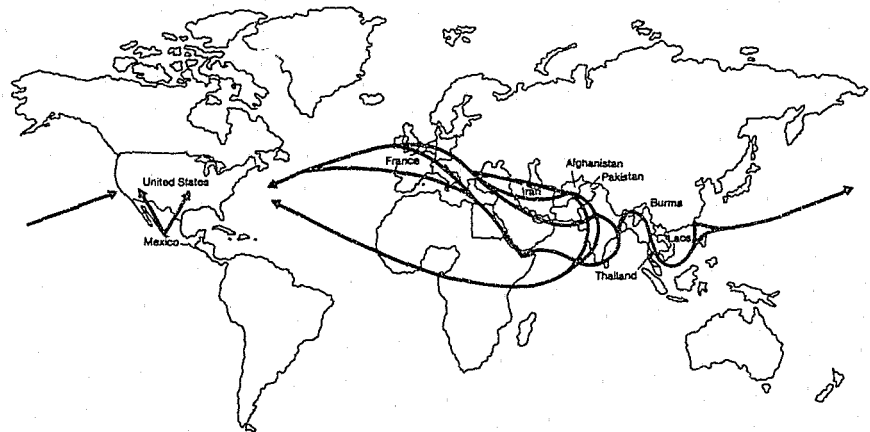 France
Afghanistan
Pakistan
United States
Iran
Burma
Mexico
Laos
Thailand